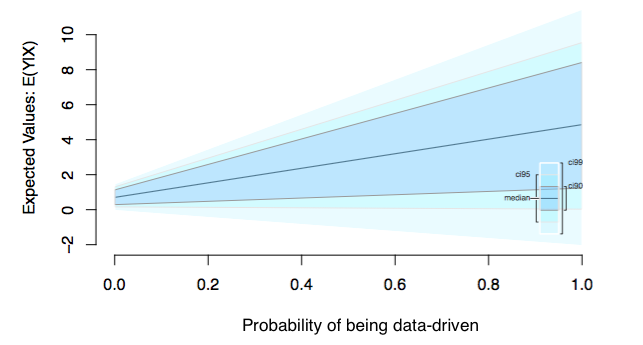 Expected Values: E(Y|X)
10
8
6
4
2
0
−2
ci99
ci95
ci90
median
0.0 0.2 0.4 0.6 0.8 1.0
Probability of being data-driven